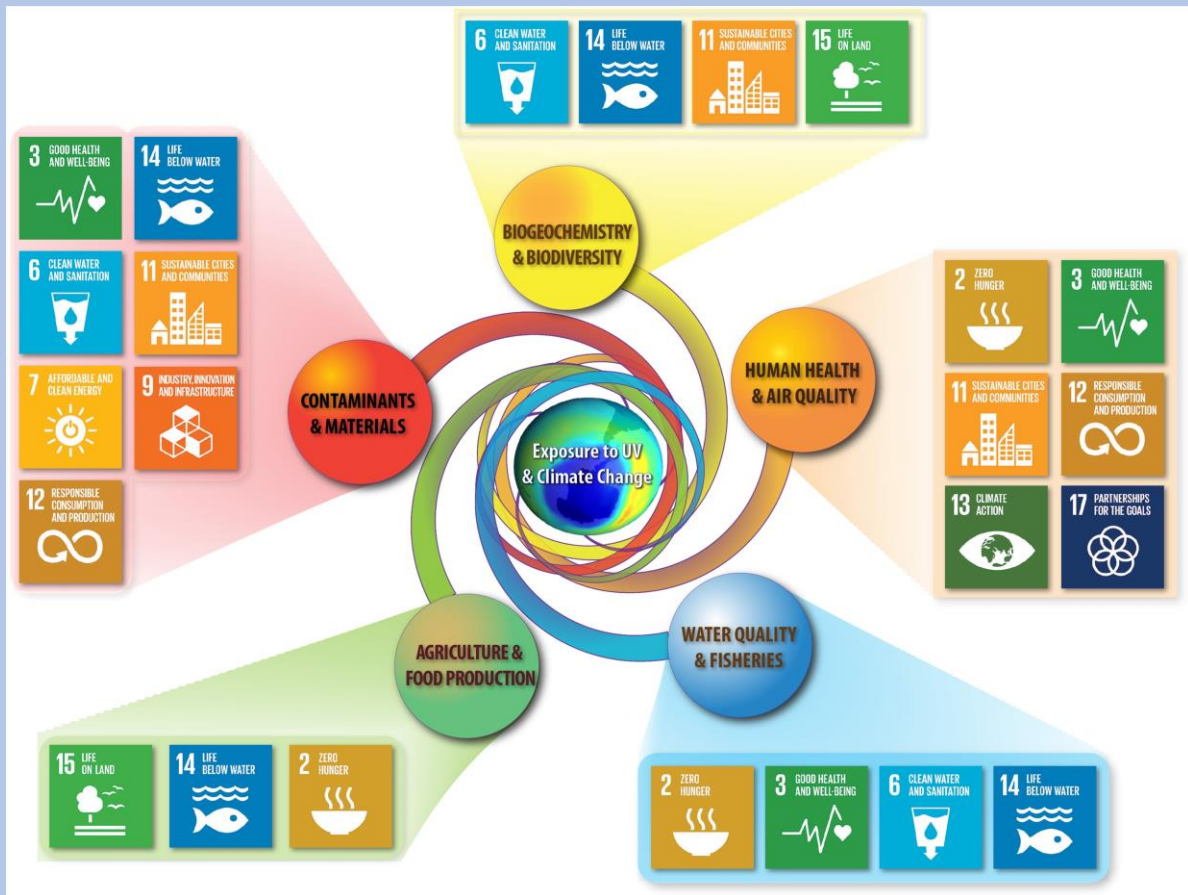 6 CLEAN WATER
AND SANITATION
14 LIFE
BELOW WATER
11 SUSTAINABLE CITIES
AND COMMUNITIES
15 LIFE
ON LAND
3 GOOD HEALTH
AND WELL-BEING
14 LIFE
BELOW WATER
6 CLEAN WATER
AND SANITATION
11 SUSTAINABLE CITIES
AND COMMUNITIES
7 AFFORDABLE AND
CLEAN ENERGY
9 INDUSTRY, INNOVATION
AND INFRASTRUCTURE
12 RESPONSIBLE
CONSUMPTION
AND PRODUCTION
BIOGEOCHEMISTRY
& BIODIVERSITY
CONTAMINANTS
& MATERIALS
HUMAN HEALTH
& AIR QUALITY
2 ZERO
HUNGER
3 GOOD HEALTH
AND WELL-BEING
11 SUSTAINABLE CITIES
AND COMMUNITIES
12 RESPONSIBLE
CONSUMPTION
AND PRODUCTION
13 CLIMATE
ACTION
17 PARTNERSHIPS
FOR THE GOALS
Exposure to UV
& Climate Change
AGRICULTURE &
FOOD PRODUCTION
WATER QUALITY
& FISHERIES
15 LIFE
ON LAND
14 LIFE
BELOW WATER
2 ZERO
HUNGER
2 ZERO
HUNGER
3 GOOD HEALTH
AND WELL-BEING
6 CLEAN WATER
AND SANITATION
14 LIFE
BELOW WATER